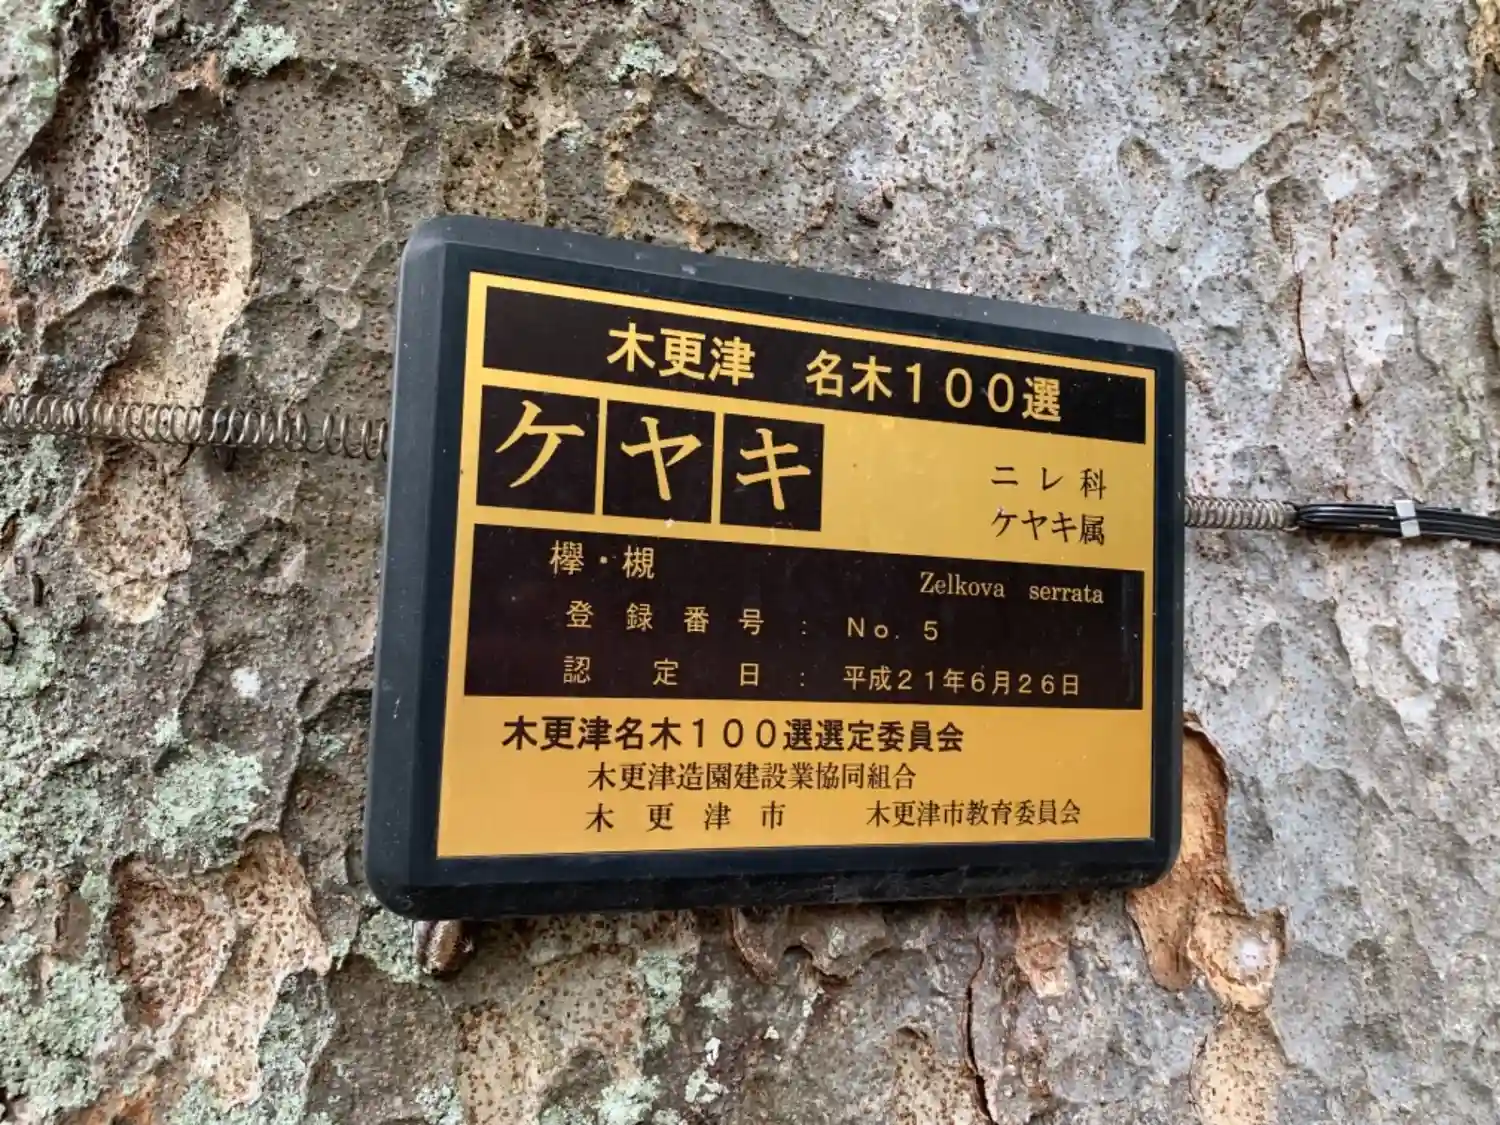 木更津　名木１００選
ケヤキ
ニレ科
ケヤキ属
欅・槻
Zelkova serrata
登録番号：No. 5
認定日：平成２１年６月２６日
木更津名木１００選選定委員会
木更津造園建設業協同組合
木更津市　木更津市教育委員会